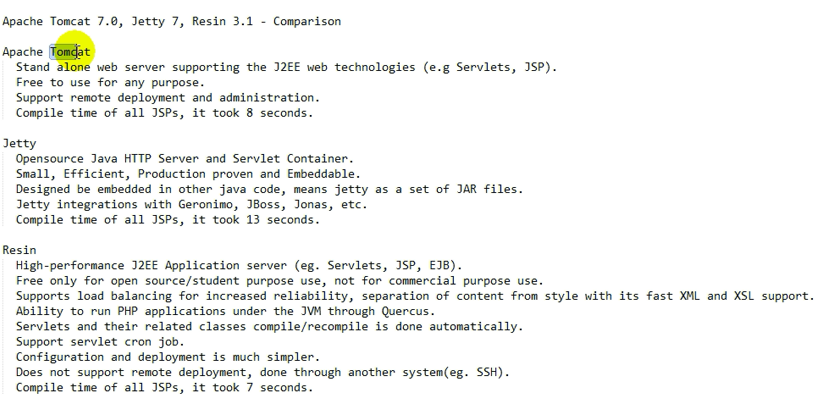 Apache Tomcat 7.0, Jetty 7, Resin 3.1 - Comparison
Apache Tomcat
Stand alone web server supporting the J2EE web technologies (e.g Servlets, JSP).
Free to use for any purpose.
Support remote deployment and administration.
Compile time of all JSPs, it took 8 seconds.
Jetty
Opensource Java HTTP Server and Servlet Container.
Small, Efficient, Production proven and Embeddable.
Designed be embedded in other java code, means jetty as a set of JAR files.
Jetty integrations with Geronimo, JBoss, Jonas, etc.
Compile time of all JSPs, it took 13 seconds.
Resin
High-performance J2EE Application server (eg. Servlets, JSP, EJB).
Free only for open source/student purpose use, not for commercial purpose use.
Supports load balancing for increased reliability, separation of content from style with its fast XML and XSL support.
Ability to run PHP applications under the JVM through Quercus.
Servlets and their related classes compile/recompile is done automatically.
Support servlet cron job.
Configuration and deployment is much simpler.
Does not support remote deployment, done through another system(eg. SSH).
Compile time of all JSPs, it took 7 seconds.